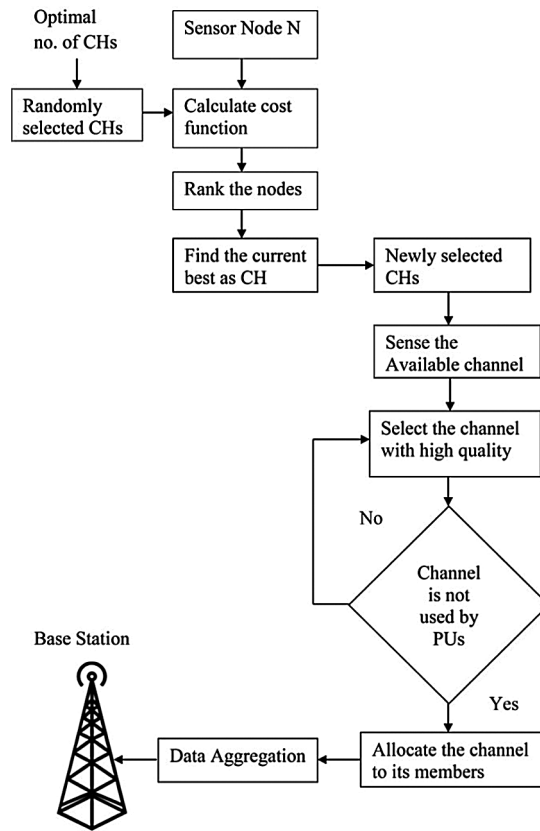 Optimal
no. of CHs
Sensor Node N
Randomly
selected CHs
Calculate cost
function
Rank the nodes
Find the current
best as CH
Newly selected
CHs
Sense the
Available channel
Select the channel
with high quality
No
Channel
is not
used by
PUs
Yes
Base Station
Allocate the channel
to its members
Data Aggregation